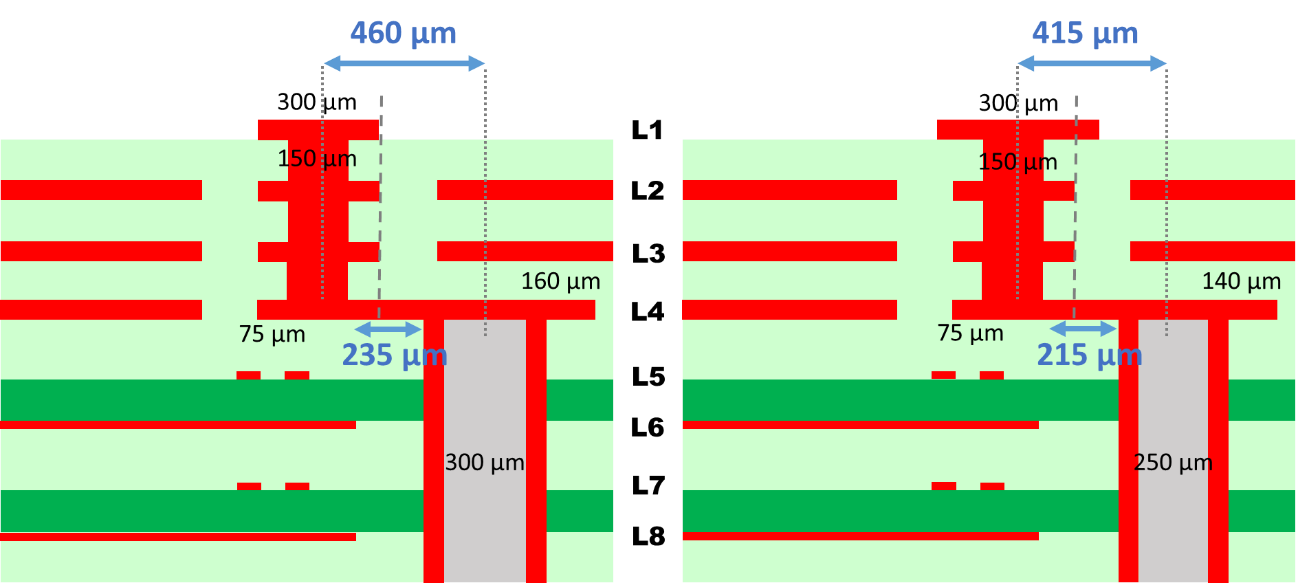 460 µm
415 µm
300 µm
300 µm
L1
150 µm
150 µm
L2
L3
160 µm
140 µm
L4
75 µm
75 µm
235 µm
215 µm
L5
L6
300 µm
250 µm
L7
L8